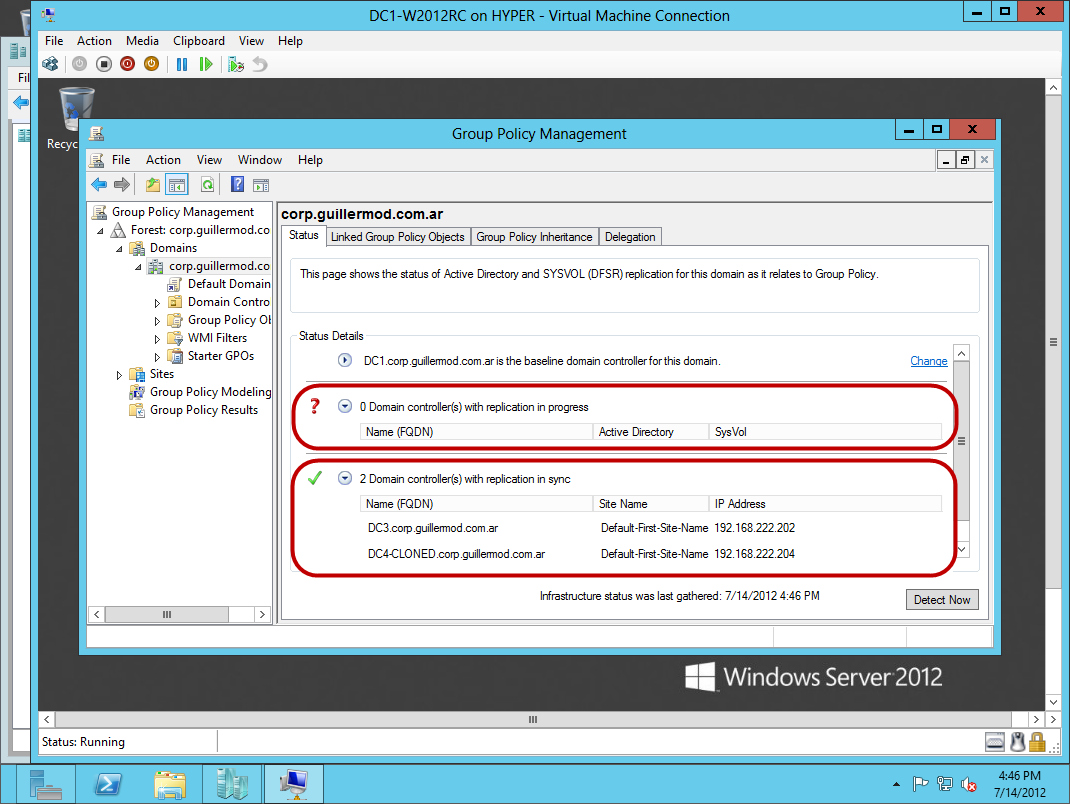 DC1-W2012RC on HYPER - Virtual Machine Connection
File Action Media Clipboard View Help
Fil
Recyc
Group Policy Management
File Action View Window Help
Group Policy Management
Forest: corp.guillermod.co
Domains
corp.guillermod.co
Default Domain
Domain Contro
Group Policy Ob
WMI Filters
Starter GPOs
Sites
Group Policy Modeling
Group Policy Results
corp.guillermod.com.ar
Status Linked Group Policy Objects Group Policy Inheritance Delegation
This page shows the status of Active Directory and SYSVOL (DFSR) replication for this domain as it relates to Group Policy.
Status Details
DC1.corp.guillermod.com.ar is the baseline domain controller for this domain. Change
0 Domain controller(s) with replication in progress
Name (FQDN) Active Directory SysVol
2 Domain controller(s) with replication in sync
Name (FQDN) Site Name IP Address
DC3.corp.guillermod.com.ar Default-First-Site-Name 192.168.222.202
DC4-CLONED.corp.guillermod.com.ar Default-First-Site-Name 192.168.222.204
Infrastructure status was last gathered: 7/14/2012 4:46 PM Detect Now
Windows Server 2012
Status: Running
4:46 PM
7/14/2012